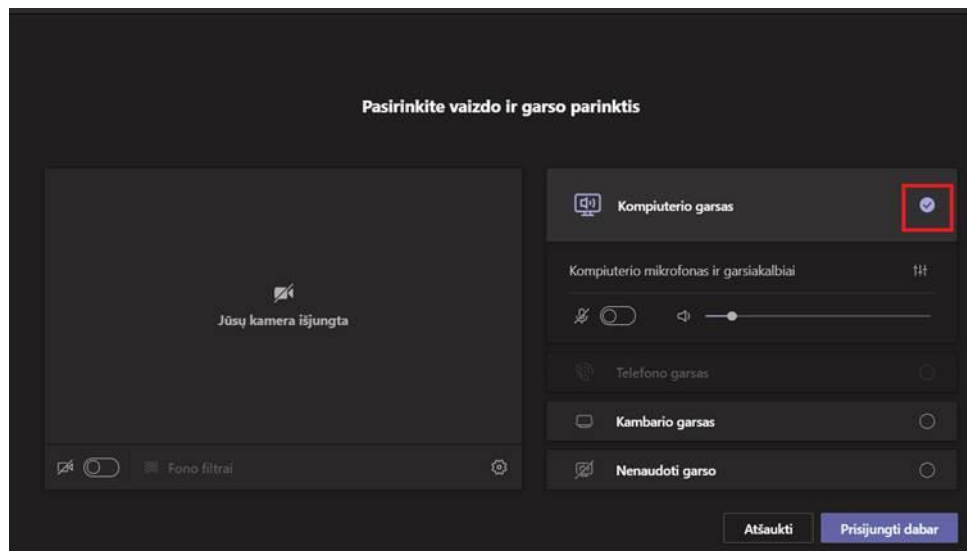 Pasirinkite vaizdo ir garso parinktis
Jūsų kamera išjungta
Fono filtrai
Kompiuterio garsas
Kompiuterio mikrofonas ir garsiakalbiai
Telefono garsas
Kambario garsas
Nenaudoti garso
Atšaukti
Prisijungti dabar